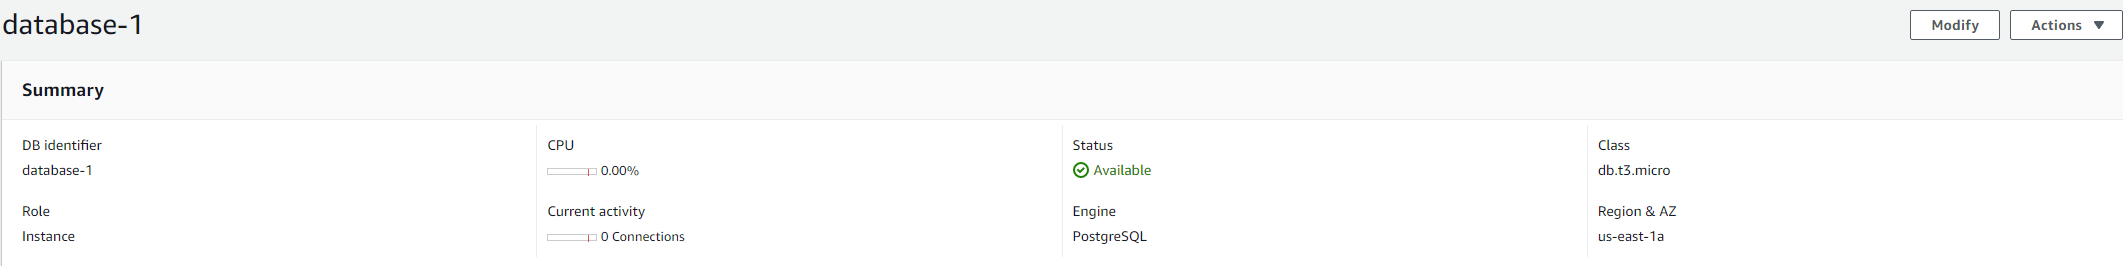 database-1
Modify
Actions
Summary
DB identifier
database-1
CPU
0.00%
Status
Available
Class
db.t3.micro
Role
Instance
Current activity
0 Connections
Engine
PostgreSQL
Region & AZ
us-east-1a